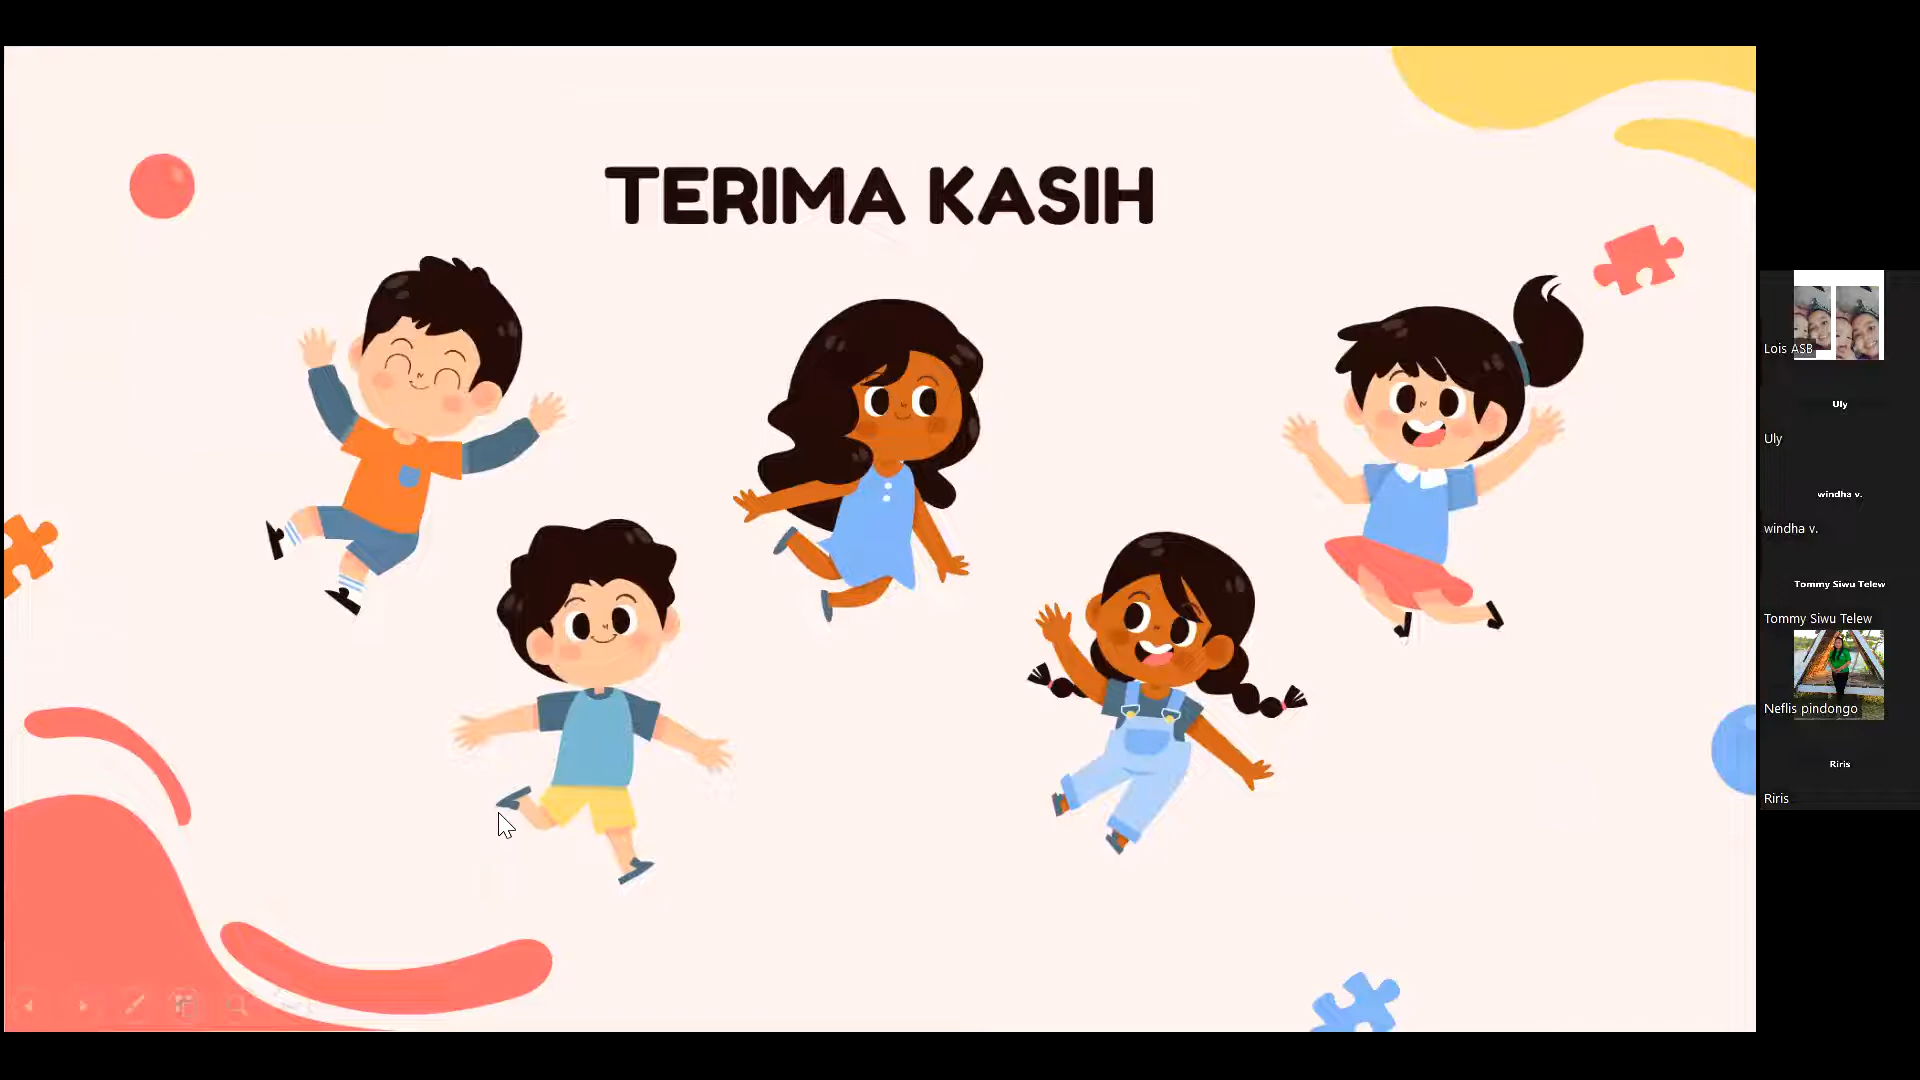 TERIMA KASIH
Lois ASB
Uly
Uly
windha v.
windha v.
Tommy Siwu Telew
Tommy Siwu Telew
Neflis pindongo
Riris
Riris